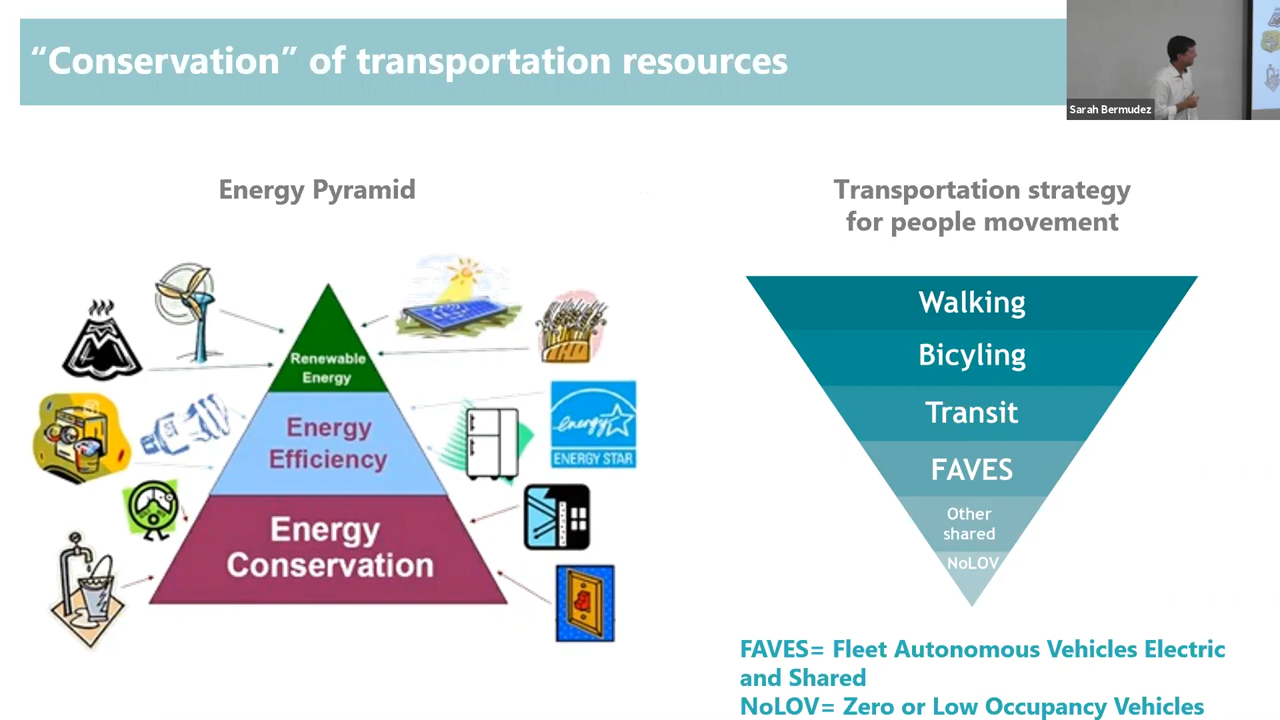 “Conservation” of transportation resources
Sarah Bermudez
Energy Pyramid
Renewable
Energy
Energy
Efficiency
Energy
Conservation
energy
ENERGY STAR
Transportation strategy
for people movement
Walking
Bicyling
Transit
FAVES
Other
shared
NoLOV
FAVES= Fleet Autonomous Vehicles Electric
and Shared
NoLOV= Zero or Low Occupancy Vehicles